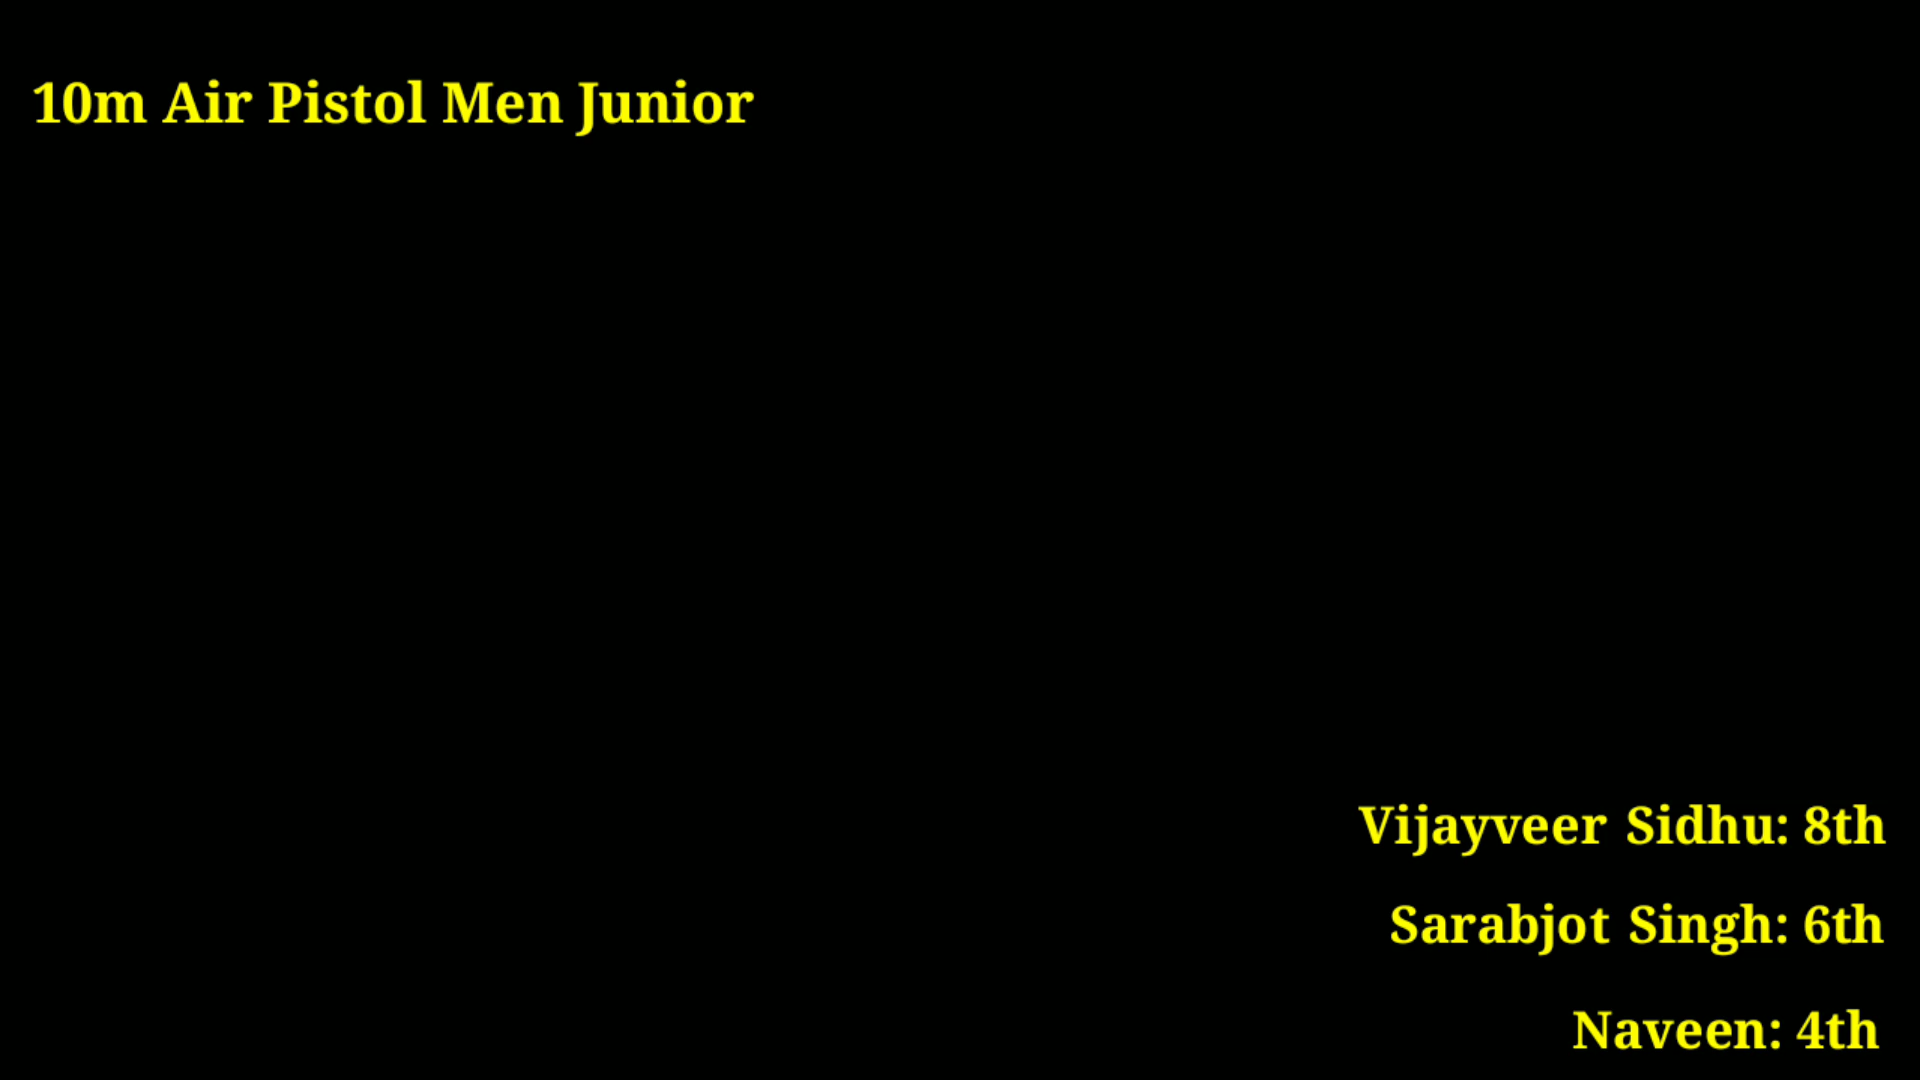 10m Air Pistol Men Junior
Vijayveer Sidhu: 8th
Sarabjot Singh: 6th
Naveen: 4th